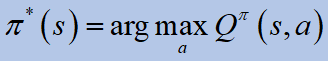 π*(s) = arg max_a Q^π(s, a)